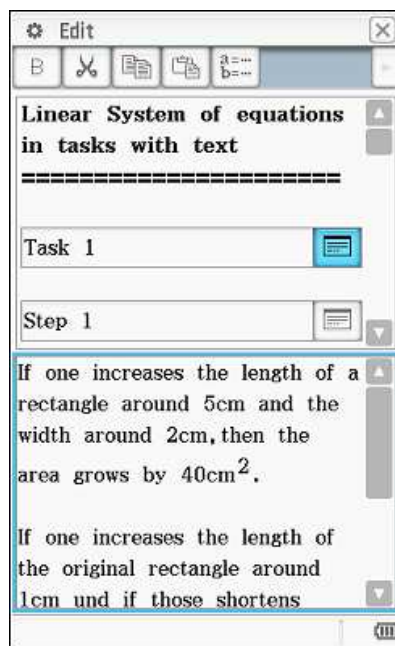 Edit
B
a=...
b=...
Linear System of equations
in tasks with text
======================
Task 1
Step 1
If one increases the length of a
rectangle around 5cm and the
width around 2cm, then the
area grows by 40cm².
If one increases the length of
the original rectangle around
1cm und if those shortens